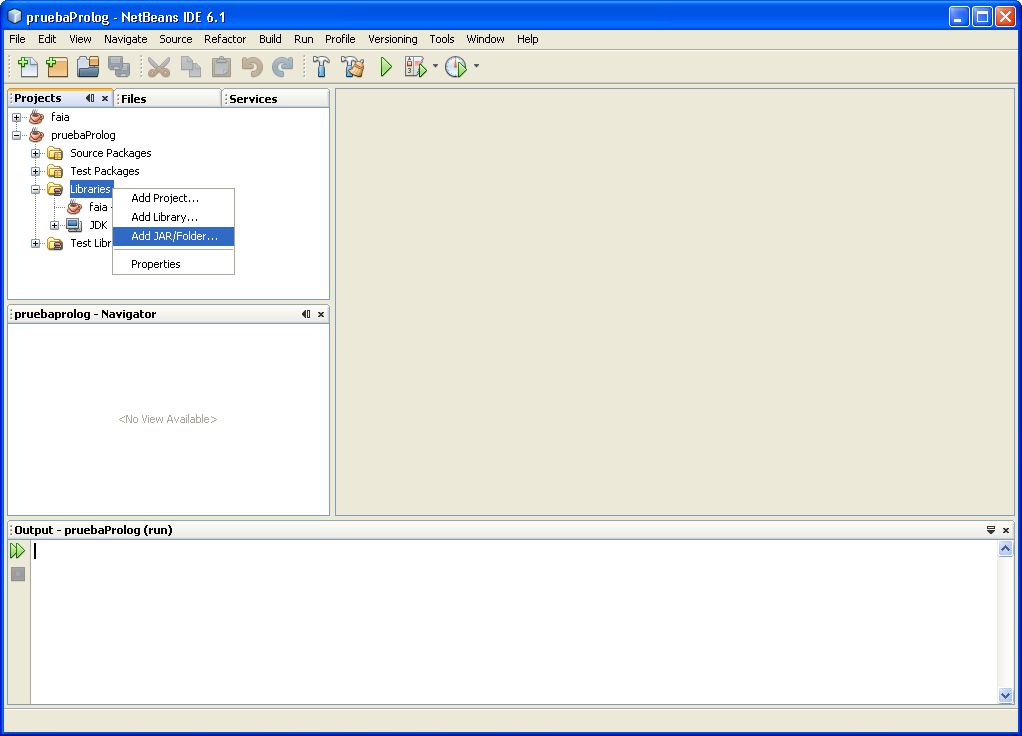 pruebaProlog - NetBeans IDE 6.1
File Edit View Navigate Source Refactor Build Run Profile Versioning Tools Window Help
Projects Files Services
faia
pruebaProlog
Source Packages
Test Packages
Libraries
faia -
JDK
Test Libr
Add Project...
Add Library...
Add JAR/Folder...
Properties
pruebaprolog - Navigator
<No View Available>
Output - pruebaProlog (run)